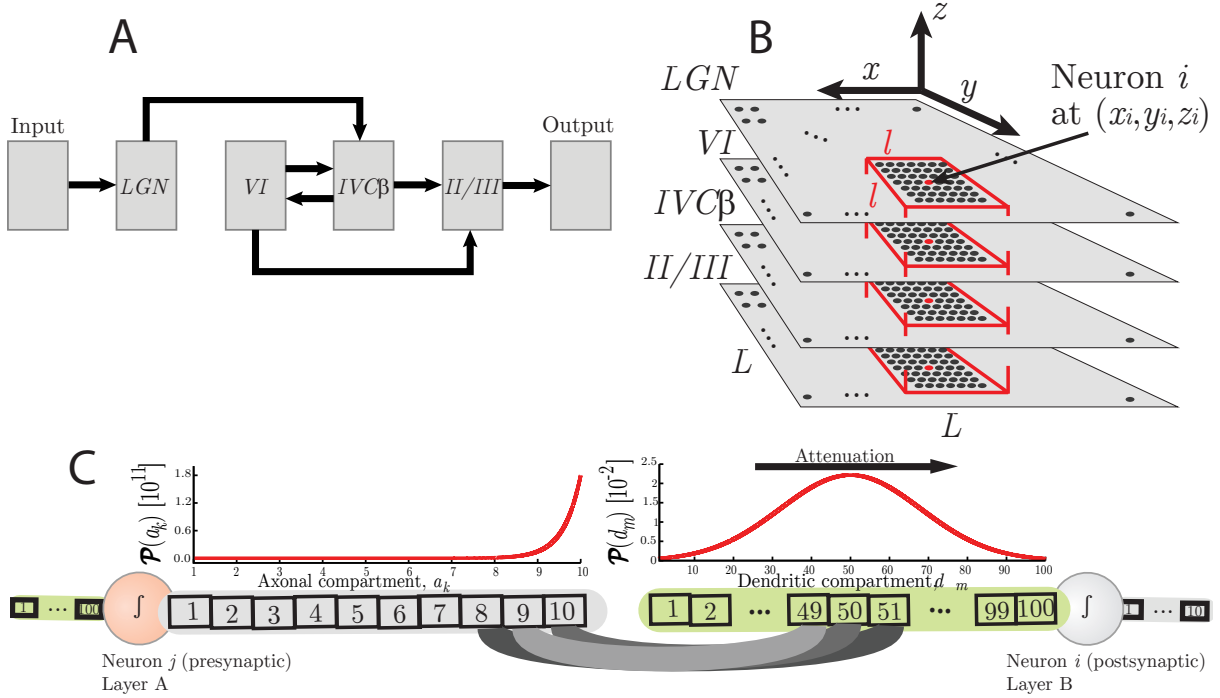 A
Input
LGN
VI
IVCβ
II/III
Output
B
z
x
y
LGN
VI
IVCβ
II/III
L
L
l
l
Neuron i
at (xi,yi,zi)
...
C
P(ak) [10^11]
1.8
1.2
0.6
0.0
1 2 3 4 5 6 7 8 9 10
Axonal compartment, ak
Attenuation
P(dm) [10^-2]
2.5
2
1.5
1
0.5
0
10 20 30 40 50 60 70 80 90 100
Dendritic compartment, dm
1 ... 100 ∫ 1 2 3 4 5 6 7 8 9 10
1 2 ... 49 50 51 ... 99 100 ∫ 1 ... 10
Neuron j (presynaptic)
Layer A
Neuron i (postsynaptic)
Layer B